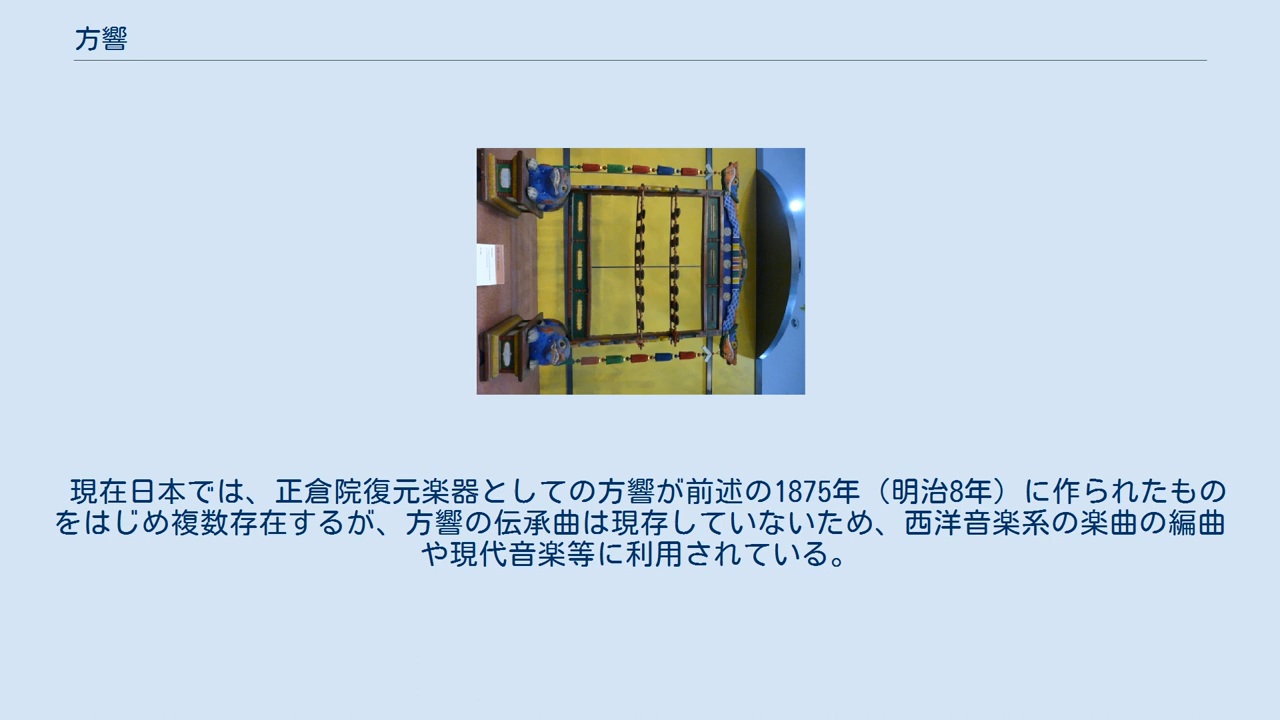 方響
現在日本では、正倉院復元楽器としての方響が前述の1875年（明治8年）に作られたもの
をはじめ複数存在するが、方響の伝承曲は現存していないため、西洋音楽系の楽曲の編曲
や現代音楽等に利用されている。